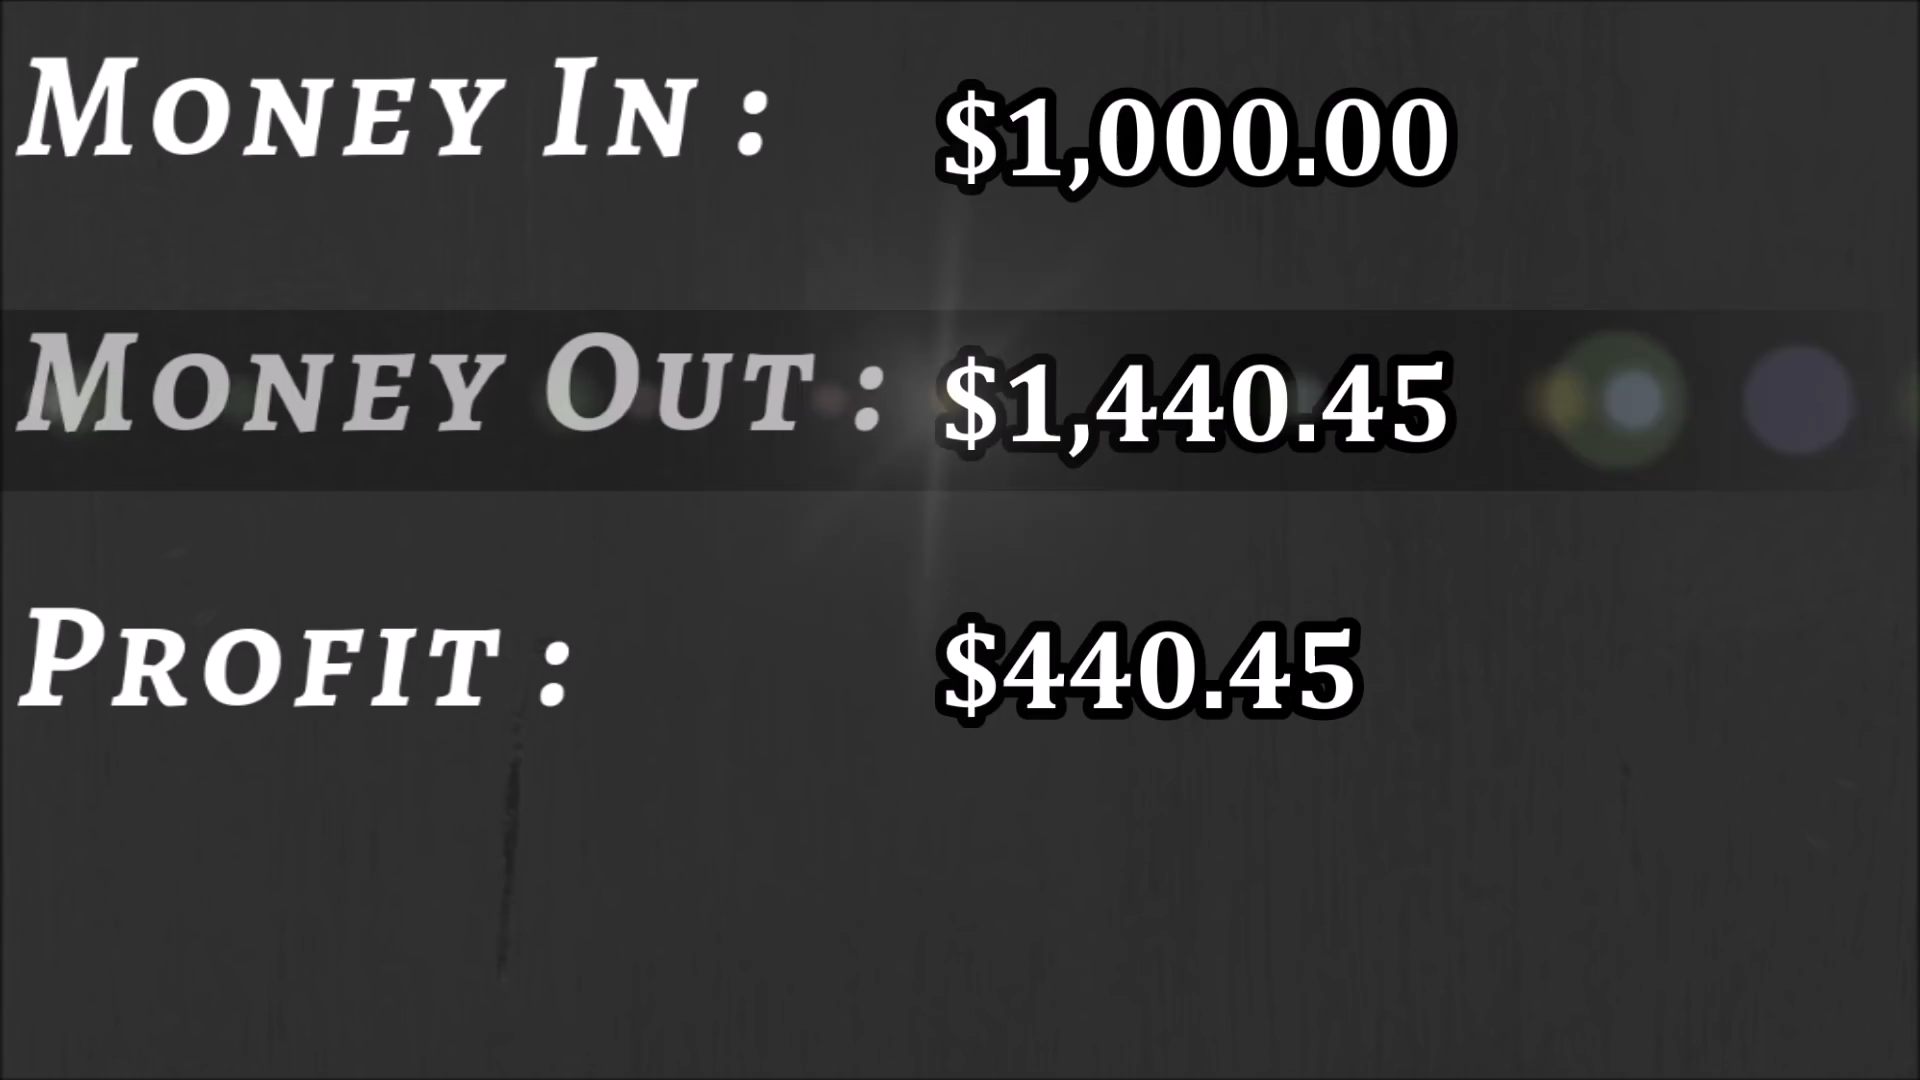 Money In : $1,000.00
Money Out : $1,440.45
Profit : $440.45